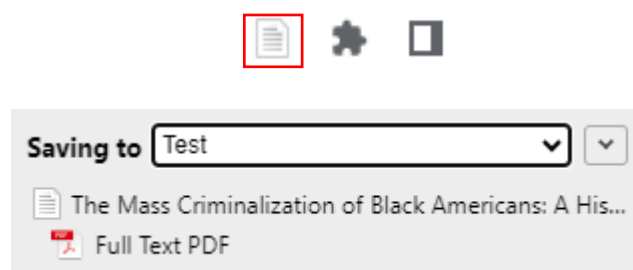 Saving to Test
The Mass Criminalization of Black Americans: A His...
Full Text PDF